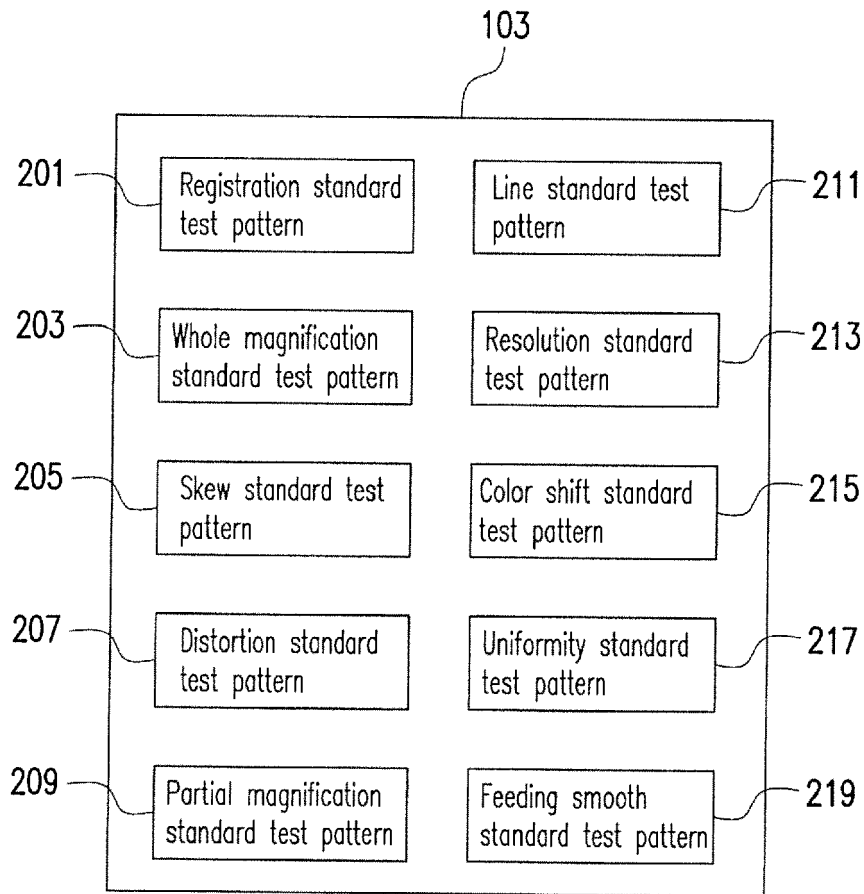 103
201
Registration standard
test pattern
Line standard test
pattern
211
203
Whole magnification
standard test pattern
Resolution standard
test pattern
213
205
Skew standard test
pattern
Color shift standard
test pattern
215
207
Distortion standard
test pattern
Uniformity standard
test pattern
217
209
Partial magnification
standard test pattern
Feeding smooth
standard test pattern
219